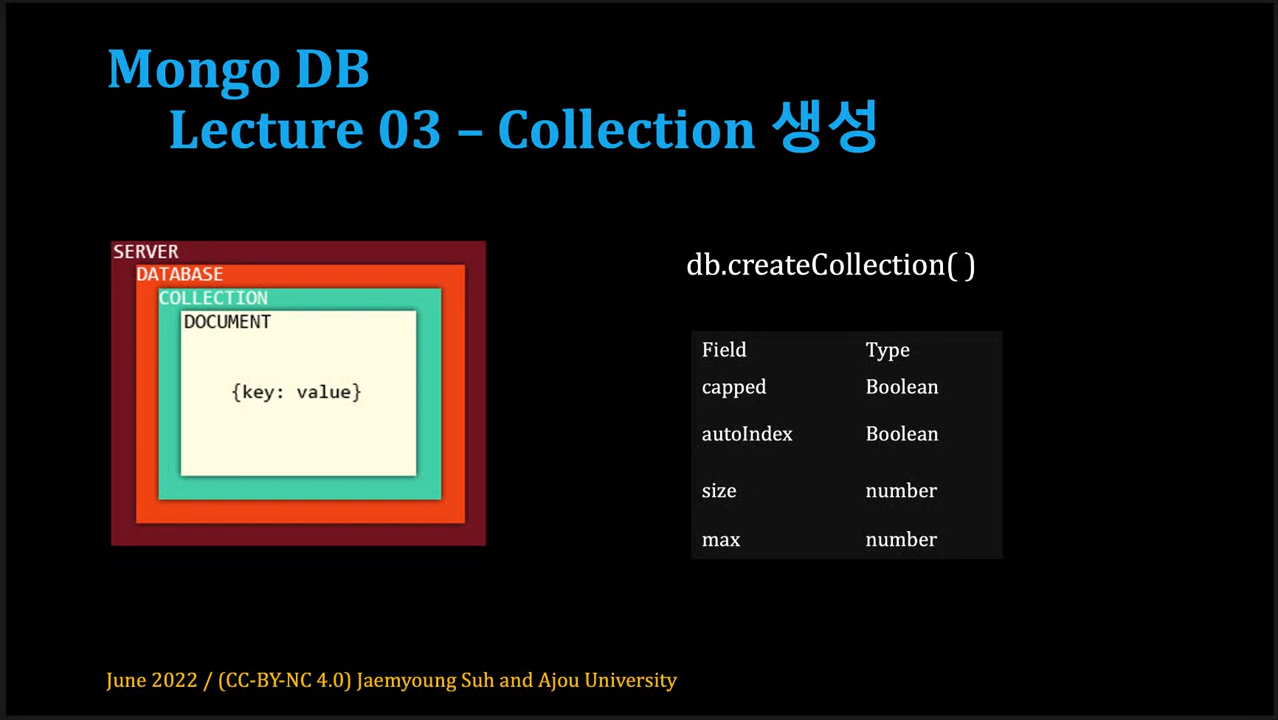 Mongo DB
Lecture 03 – Collection 생성
SERVER
DATABASE
COLLECTION
DOCUMENT
{key: value}
db.createCollection( )
Field Type
capped Boolean
autoIndex Boolean
size number
max number
June 2022 / (CC-BY-NC 4.0) Jaemyoung Suh and Ajou University